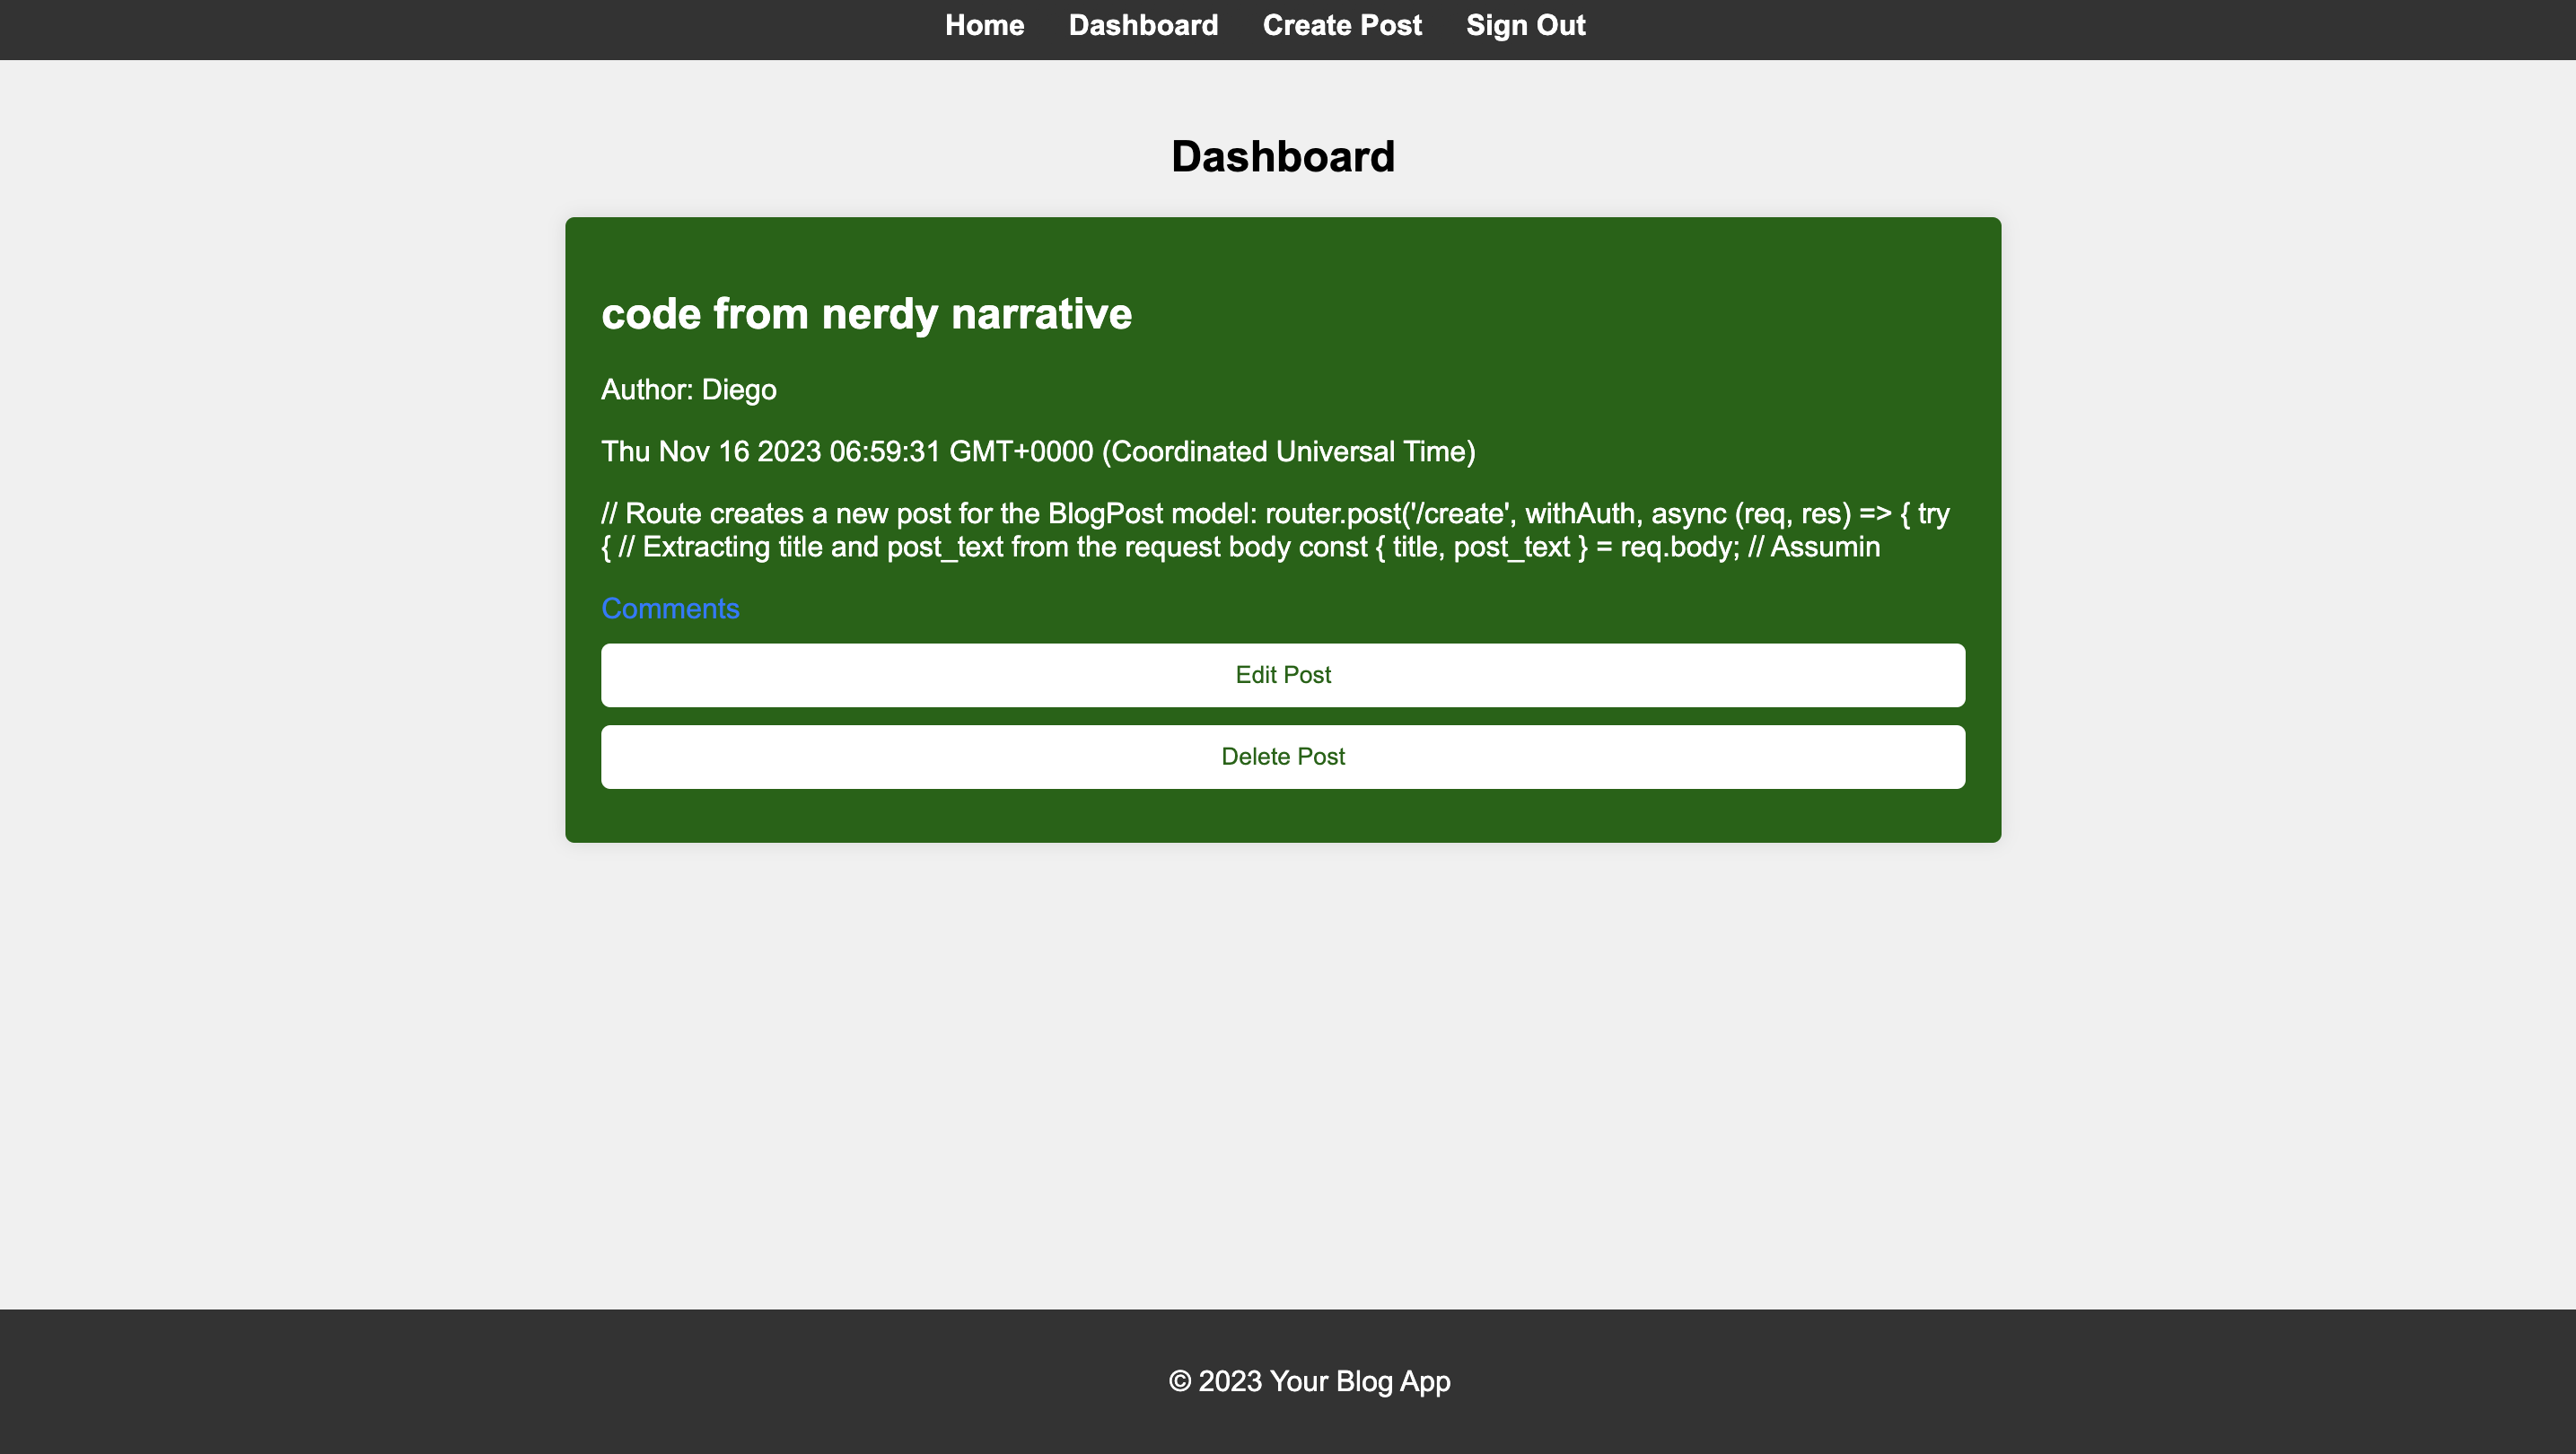 Home Dashboard Create Post Sign Out
Dashboard
code from nerdy narrative
Author: Diego
Thu Nov 16 2023 06:59:31 GMT+0000 (Coordinated Universal Time)
// Route creates a new post for the BlogPost model: router.post('/create', withAuth, async (req, res) => { try
{ // Extracting title and post_text from the request body const { title, post_text } = req.body; // Assumin
Comments
Edit Post
Delete Post
© 2023 Your Blog App